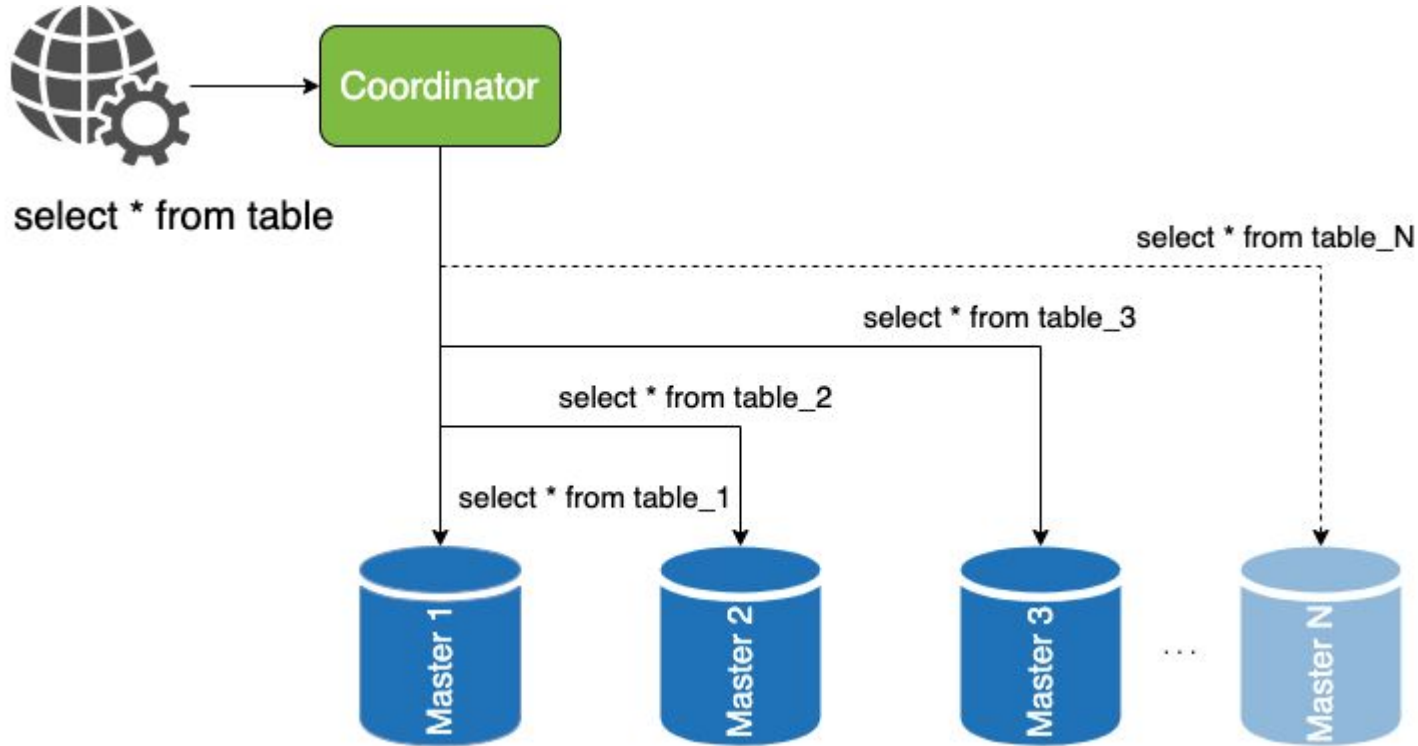 Coordinator
select * from table
select * from table_N
select * from table_3
select * from table_2
select * from table_1
Master 1
Master 2
Master 3
...
Master N